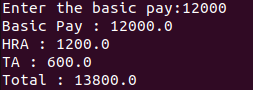 Enter the basic pay:12000
Basic Pay : 12000.0
HRA : 1200.0
TA : 600.0
Total : 13800.0